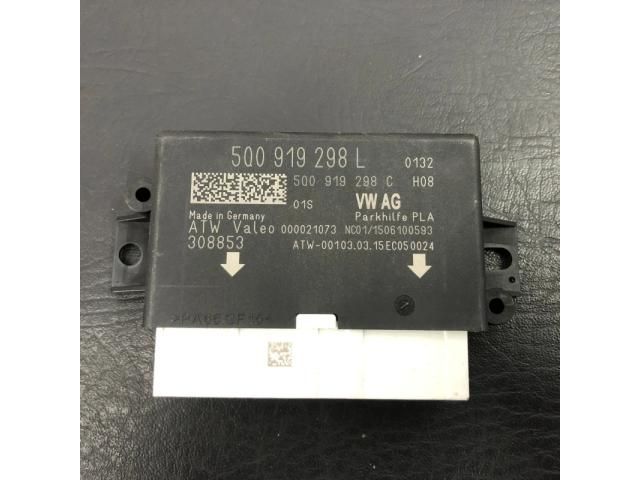 5Q0 919 298 L 0132
5Q0 919 298 C H08
01S VW AG
Made in Germany Parkhilfe PLA
ATW Valeo 000021073 NC01/1506100593
308853 ATW-00103.03.15EC050024